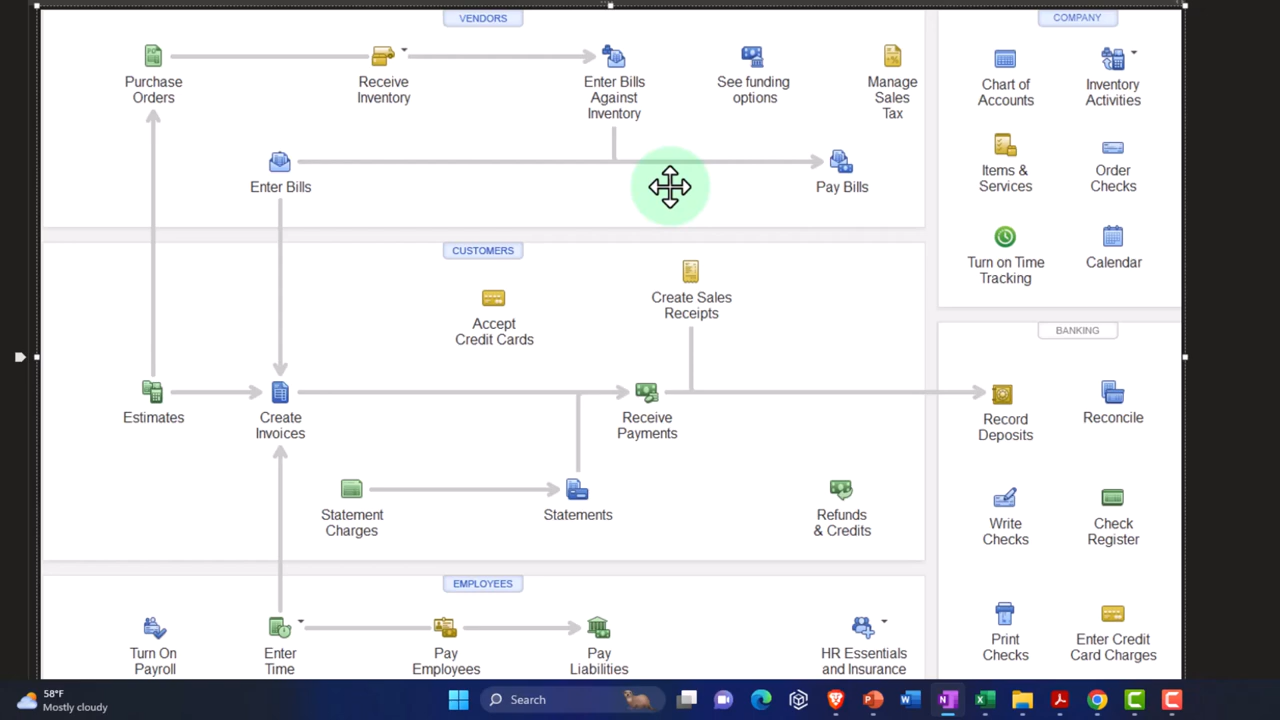 VENDORS
COMPANY
Purchase
Orders
Receive
Inventory
Enter Bills
Against
Inventory
See funding
options
Manage
Sales
Tax
Chart of
Accounts
Inventory
Activities
Enter Bills
Pay Bills
Items &
Services
Order
Checks
CUSTOMERS
Turn on Time
Tracking
Calendar
Create Sales
Receipts
Accept
Credit Cards
BANKING
Estimates
Create
Invoices
Receive
Payments
Record
Deposits
Reconcile
Statement
Charges
Statements
Refunds
& Credits
Write
Checks
Check
Register
EMPLOYEES
Turn On
Payroll
Enter
Time
Pay
Employees
Pay
Liabilities
HR Essentials
and Insurance
Print
Checks
Enter Credit
Card Charges
58°F
Mostly cloudy
Search